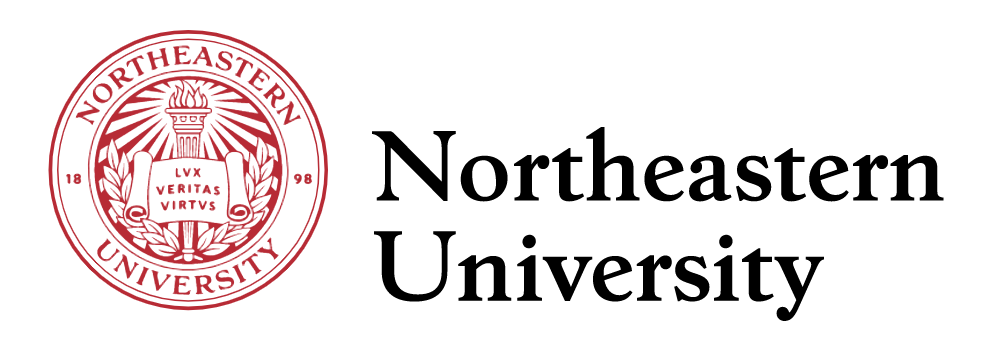 NORTHEASTERN
18 98
LVX
VERITAS
VIRTVS
UNIVERSITY
Northeastern
University